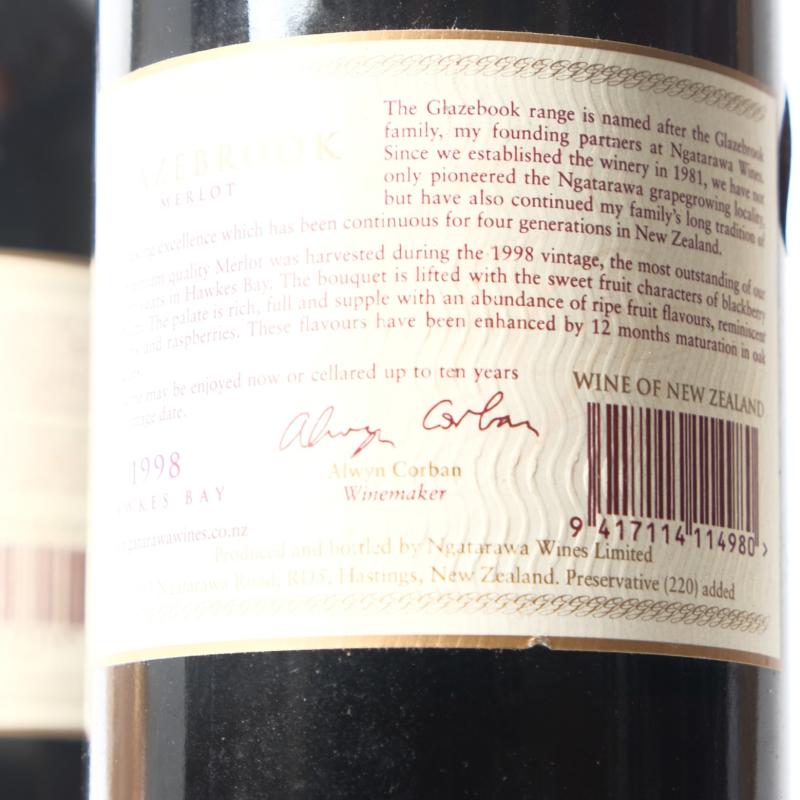 The Glazebrook range is named after the Glazebrook
family, my founding partners at Ngatarawa Wines.
Since we established the winery in 1981, we have not
only pioneered the Ngatarawa grapegrowing locality,
but have also continued my family's long tradition of
excellence which has been continuous for four generations in New Zealand.
MERLOT
quality Merlot was harvested during the 1998 vintage, the most outstanding of our
in Hawkes Bay. The bouquet is lifted with the sweet fruit characters of blackberry
The palate is rich, full and supple with an abundance of ripe fruit flavours, reminiscent
and raspberries. These flavours have been enhanced by 12 months maturation in oak
may be enjoyed now or cellared up to ten years
date.
WINE OF NEW ZEALAND
Alwyn Corban
Alwyn Corban
Winemaker
1998
BAY
9 417114 114980 >
ngatarawawines.co.nz
Produced and bottled by Ngatarawa Wines Limited
Ngatarawa Road, RD5, Hastings, New Zealand. Preservative (220) added